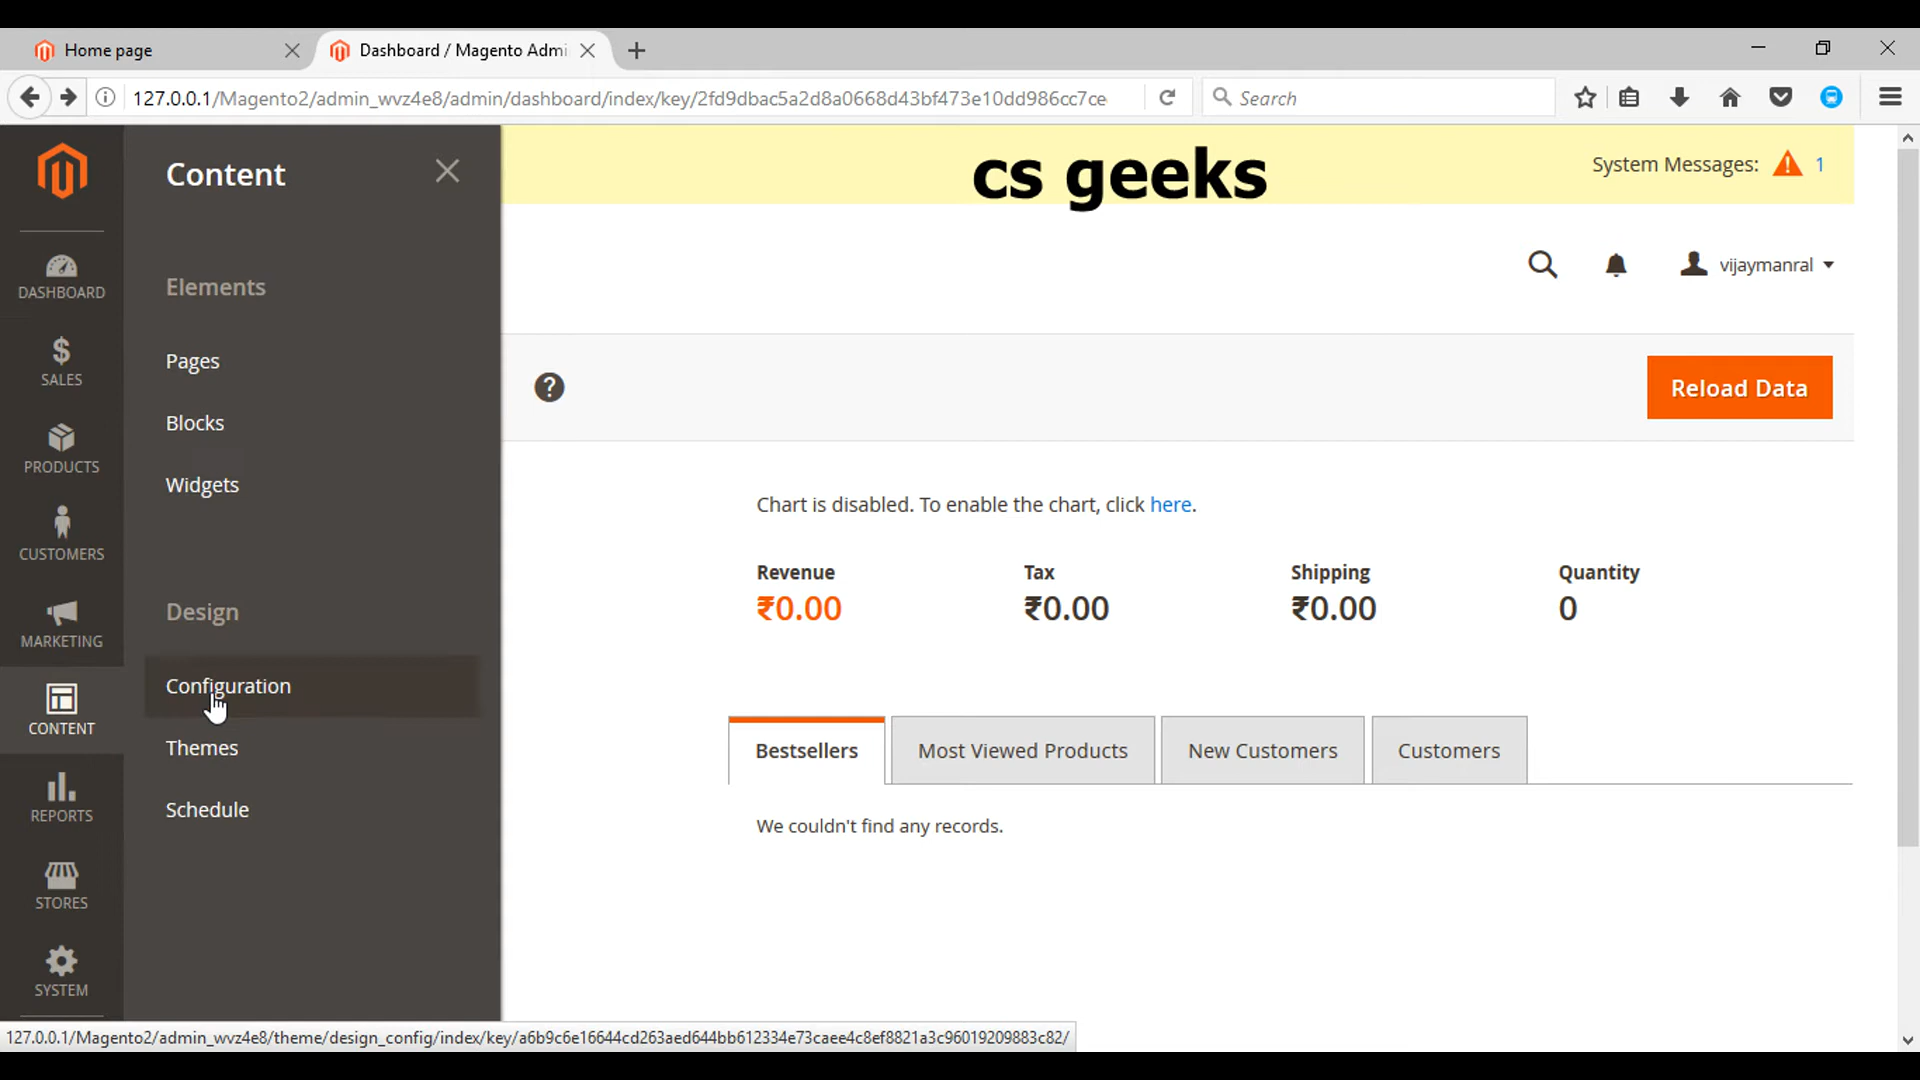 Home page
Dashboard / Magento Admi
127.0.0.1/Magento2/admin_wvz4e8/admin/dashboard/index/key/2fd9dbac5a2d8a0668d43bf473e10dd986cc7ce
Search
Content
cs geeks
System Messages: 1
DASHBOARD
Elements
vijaymanral
SALES
Pages
Reload Data
Blocks
PRODUCTS
Widgets
Chart is disabled. To enable the chart, click here.
CUSTOMERS
Revenue Tax Shipping Quantity
₹0.00 ₹0.00 ₹0.00 0
Design
MARKETING
Configuration
CONTENT
Themes
Bestsellers Most Viewed Products New Customers Customers
REPORTS
Schedule
We couldn't find any records.
STORES
SYSTEM
127.0.0.1/Magento2/admin_wvz4e8/theme/design_config/index/key/a6b9c6e16644cd263aed644bb612334e73caee4c8ef8821a3c96019209883c82/